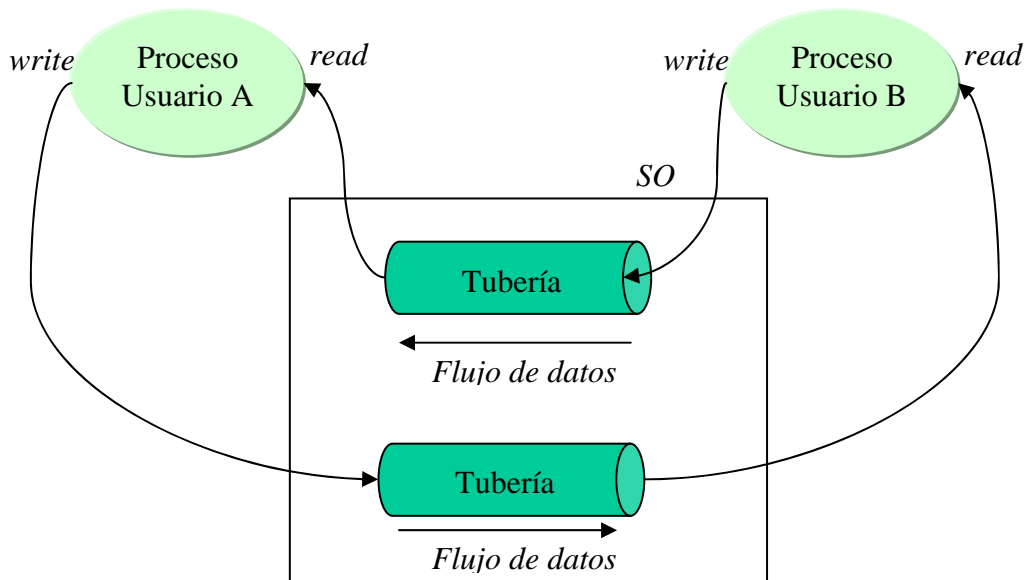 write
Proceso
Usuario A
read
write
Proceso
Usuario B
read
SO
Tubería
Flujo de datos
Tubería
Flujo de datos